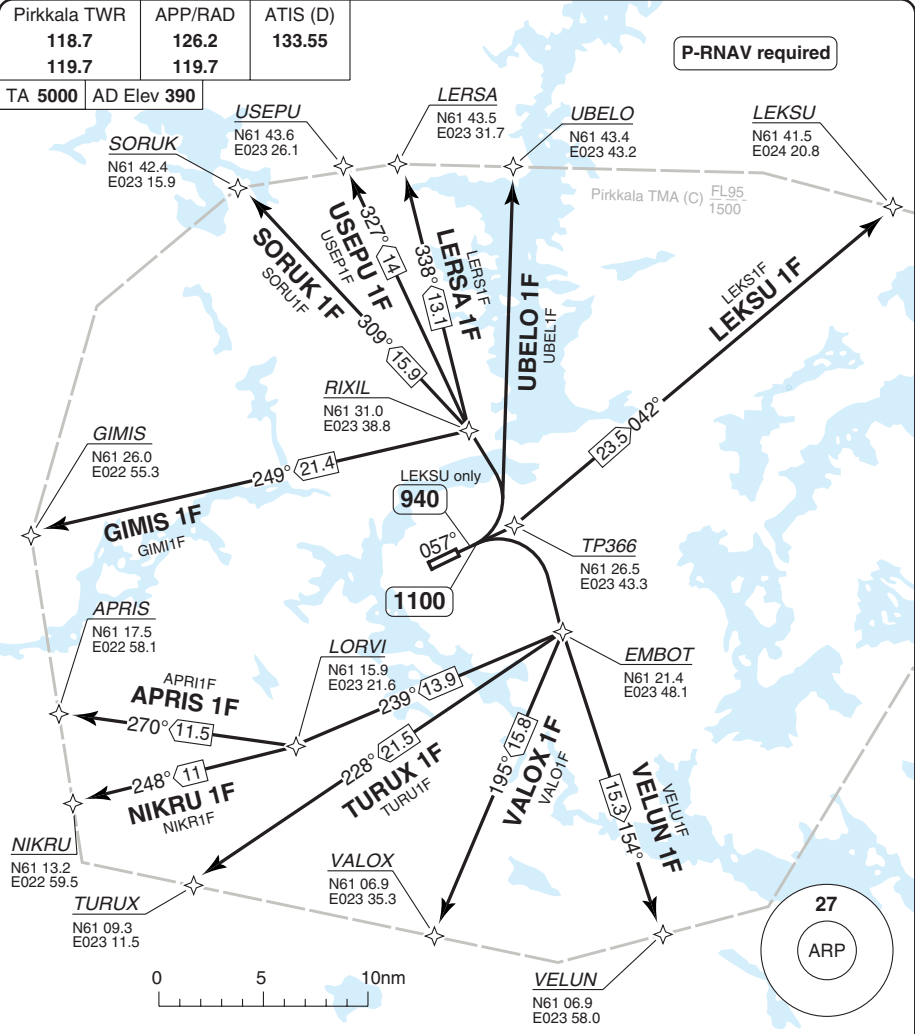 Pirkkala TWR
118.7
119.7
APP/RAD
126.2
119.7
ATIS (D)
133.55
TA 5000
AD Elev 390
P-RNAV required
SORUK
N61 42.4
E023 15.9
USEPU
N61 43.6
E023 26.1
LERSA
N61 43.5
E023 31.7
UBELO
N61 43.4
E023 43.2
LEKSU
N61 41.5
E024 20.8
Pirkkala TMA (C) FL95
1500
SORUK 1F
SORU1F
309° 15.9
USEPU 1F
USEP1F
327° 14
LERSA 1F
LERS1F
338° 13.1
UBELO 1F
UBEL1F
LEKS1F
LEKSU 1F
23.5 042°
RIXIL
N61 31.0
E023 38.8
GIMIS
N61 26.0
E022 55.3
249° 21.4
GIMIS 1F
GIMI1F
LEKSU only
940
057°
1100
TP366
N61 26.5
E023 43.3
APRIS
N61 17.5
E022 58.1
LORVI
N61 15.9
E023 21.6
EMBOT
N61 21.4
E023 48.1
APRI1F
APRIS 1F
270° 11.5
239° 13.9
248° 11
NIKRU 1F
NIKR1F
228° 21.5
TURUX 1F
TURU1F
195° 15.8
VALOX 1F
VALO1F
15.3 154°
VELU1F
VELUN 1F
NIKRU
N61 13.2
E022 59.5
TURUX
N61 09.3
E023 11.5
VALOX
N61 06.9
E023 35.3
VELUN
N61 06.9
E023 58.0
27
ARP
0 5 10nm